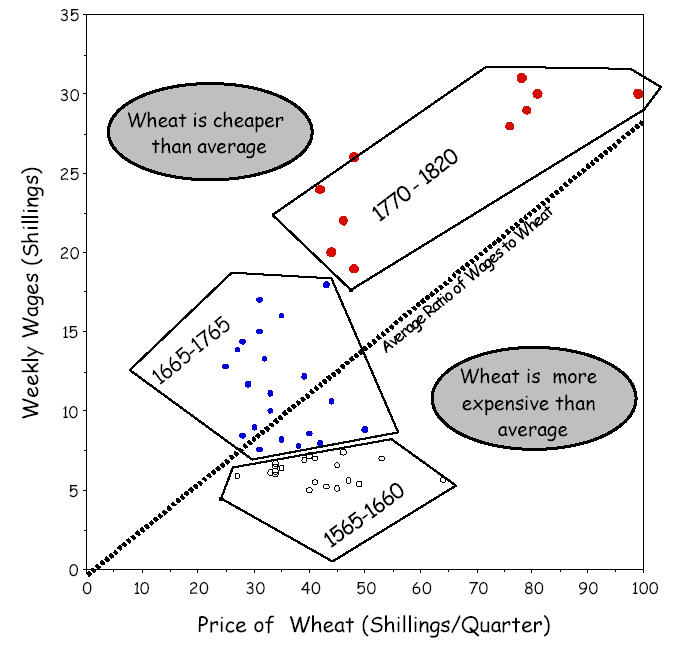 35
30
25
20
15
10
5
0
Weekly Wages (Shillings)
Wheat is cheaper
than average
1770 - 1820
Average Ratio of Wages to Wheat
1665-1765
Wheat is more
expensive than
average
1565-1660
0 10 20 30 40 50 60 70 80 90 100
Price of Wheat (Shillings/Quarter)